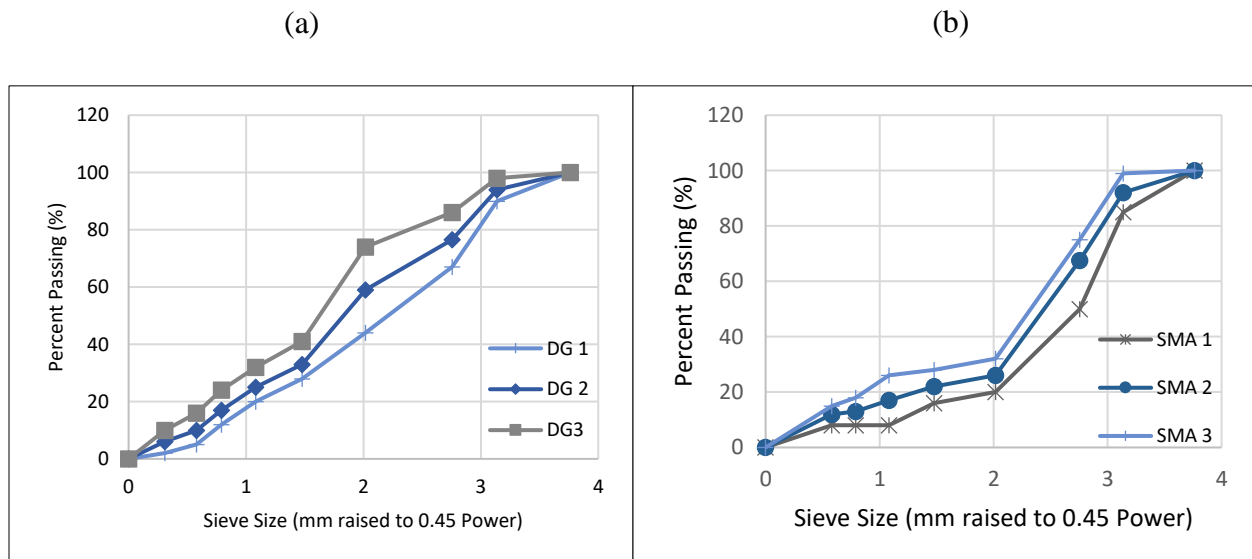 (a)
(b)
120
100
80
60
40
20
0
0 1 2 3 4
Percent Passing (%)
Sieve Size (mm raised to 0.45 Power)
DG 1
DG 2
DG3
120
100
80
60
40
20
0
0 1 2 3 4
Percent Passing (%)
Sieve Size (mm raised to 0.45 Power)
SMA 1
SMA 2
SMA 3